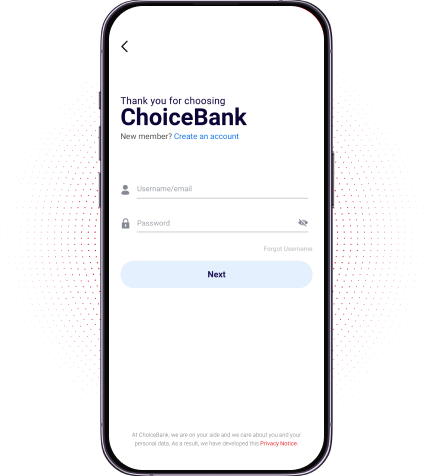 Thank you for choosing
ChoiceBank
New member? Create an account
Username/email
Password
Forgot Username
Next
At ChoiceBank, we are on your side and we care about you and your
personal data. As a result, we have developed this Privacy Notice.